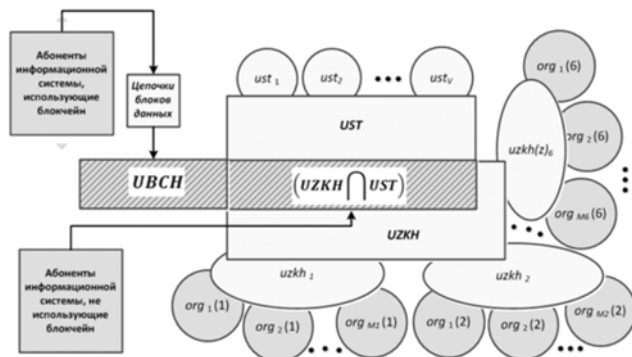 Абоненты
информационной
системы,
использующие
блокчейн
Цепочки
блоков
данных
ust 1
ust2
•••
ustV
UST
UBCH
(UZKH ⋂ UST)
UZKH
Абоненты
информационной
системы, не
использующие
блокчейн
uzkh 1
uzkh 2
uzkh(z)6
org 1(6)
org 2(6)
•••
org M6(6)
•••
org 1(1)
org 2(1)
•••
org M1(1)
org 1(2)
org 2(2)
•••
org M2(2)